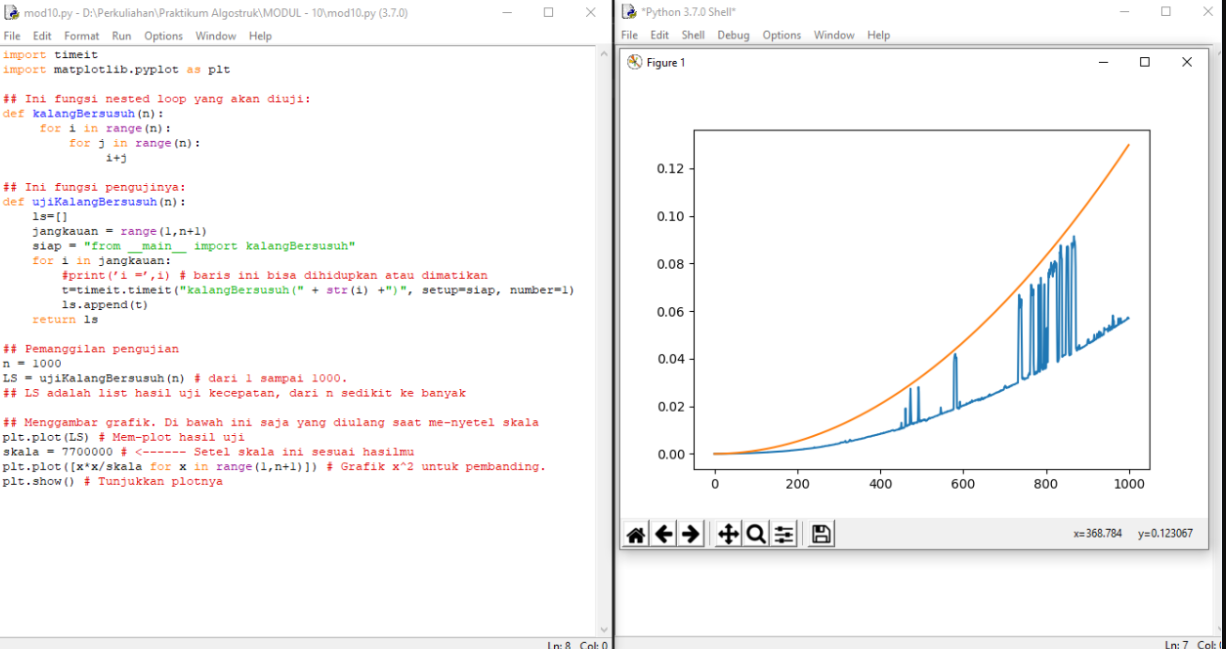 mod10.py - D:\Perkuliahan\Praktikum Algostruk\MODUL - 10\mod10.py (3.7.0)
File Edit Format Run Options Window Help
import timeit
import matplotlib.pyplot as plt
## Ini fungsi nested loop yang akan diuji:
def kalangBersusuh(n):
for i in range(n):
for j in range(n):
i+j
## Ini fungsi pengujinya:
def ujiKalangBersusuh(n):
ls=[]
jangkauan = range(1,n+1)
siap = "from __main__ import kalangBersusuh"
for i in jangkauan:
#print('i =',i) # baris ini bisa dihidupkan atau dimatikan
t=timeit.timeit("kalangBersusuh(" + str(i) +")", setup=siap, number=1)
ls.append(t)
return ls
## Pemanggilan pengujian
n = 1000
LS = ujiKalangBersusuh(n) # dari 1 sampai 1000.
## LS adalah list hasil uji kecepatan, dari n sedikit ke banyak
## Menggambar grafik. Di bawah ini saja yang diulang saat me-nyetel skala
plt.plot(LS) # Mem-plot hasil uji
skala = 7700000 # <------ Setel skala ini sesuai hasilmu
plt.plot([x*x/skala for x in range(1,n+1)]) # Grafik x^2 untuk pembanding.
plt.show() # Tunjukkan plotnya
Ln: 8 Col: 0
*Python 3.7.0 Shell*
File Edit Shell Debug Options Window Help
Figure 1
0.12
0.10
0.08
0.06
0.04
0.02
0.00
0 200 400 600 800 1000
x=368.784 y=0.123067
Ln: 7 Col: